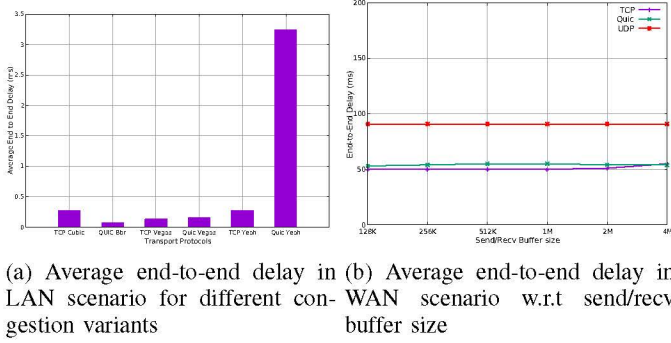 3.5
3
2.5
2
1.5
1
0.5
0
Average End to End Delay (ms)
TCP Cubic QUIC Bbr TCP Vegas Quic Vegas TCP Yeah Quic Yeah
Transport Protocols
TCP
Quic
UDP
200
150
100
50
0
End-to-End Delay (ms)
128K 256K 512K 1M 2M 4M
Send/Recv Buffer size
(a) Average end-to-end delay in
LAN scenario for different con-
gestion variants
(b) Average end-to-end delay in
WAN scenario w.r.t send/recv
buffer size